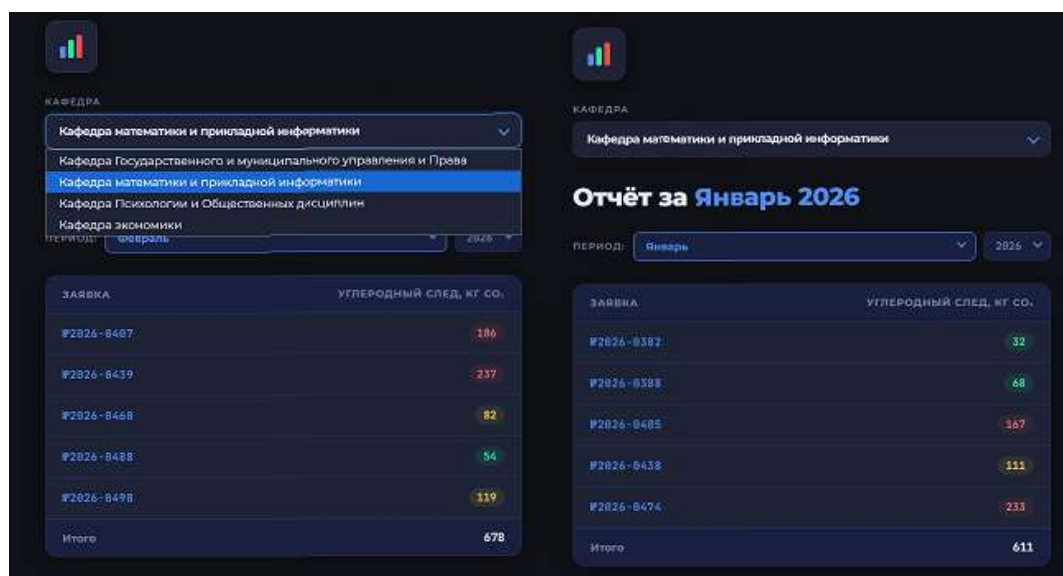 КАФЕДРА
Кафедра математики и прикладной информатики
Кафедра Государственного и муниципального управления и Права
Кафедра математики и прикладной информатики
Кафедра Психологии и Общественных дисциплин
Кафедра экономики
ПЕРИОД: Февраль 2026
ЗАЯВКА УГЛЕРОДНЫЙ СЛЕД, КГ CO₂
№2026-0407 186
№2026-0439 237
№2026-0460 82
№2026-0488 54
№2026-0498 119
Итого 678
КАФЕДРА
Кафедра математики и прикладной информатики
Отчёт за Январь 2026
ПЕРИОД: Январь 2026
ЗАЯВКА УГЛЕРОДНЫЙ СЛЕД, КГ CO₂
№2026-0382 32
№2026-0388 68
№2026-0405 167
№2026-0438 111
№2026-0474 233
Итого 611